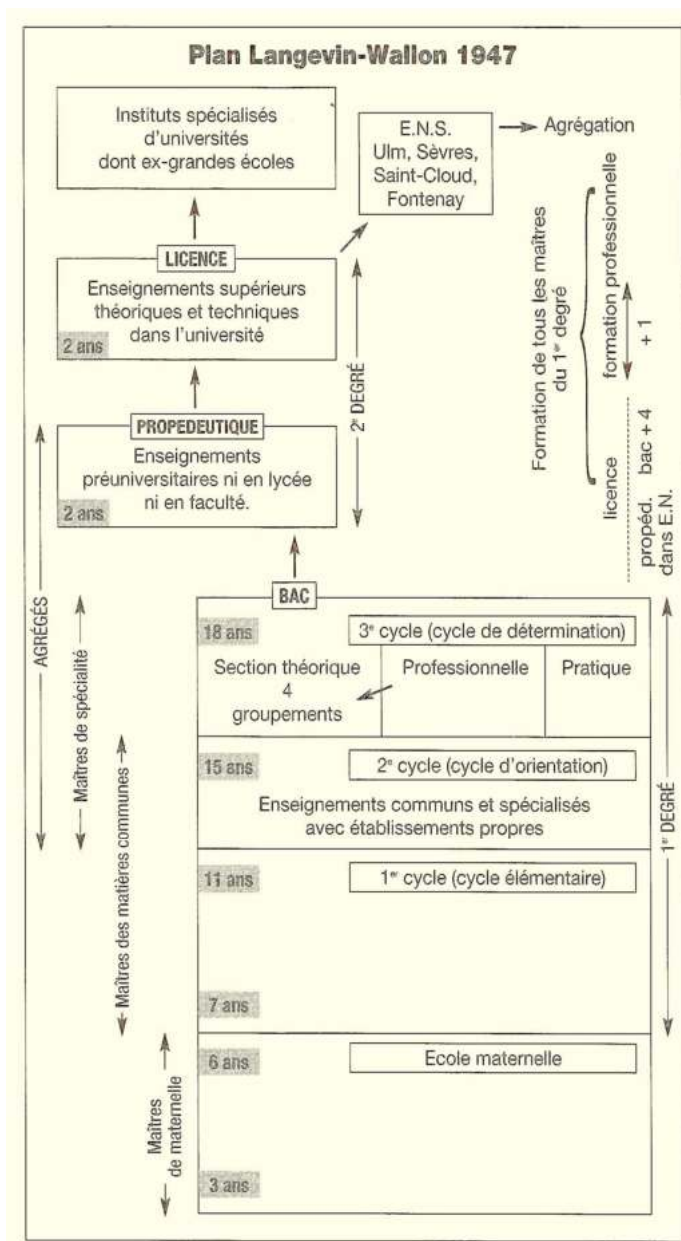 Plan Langevin-Wallon 1947
Instituts spécialisés
d'universités
dont ex-grandes écoles
E.N.S.
Ulm, Sèvres,
Saint-Cloud,
Fontenay
Agrégation
LICENCE
Enseignements supérieurs
théoriques et techniques
dans l'université
2 ans
2e DEGRÉ
Formation de tous les maîtres
du 1er degré
formation professionnelle
+ 1
licence
bac + 4
propéd.
dans E.N.
PROPEDEUTIQUE
Enseignements
préuniversitaires ni en lycée
ni en faculté.
2 ans
AGRÉGÉS
Maîtres de spécialité
Maîtres des matières communes
Maîtres
de maternelle
BAC
18 ans
3e cycle (cycle de détermination)
Section théorique
4
groupements
Professionnelle
Pratique
15 ans
2e cycle (cycle d'orientation)
Enseignements communs et spécialisés
avec établissements propres
11 ans
1er cycle (cycle élémentaire)
7 ans
1er DEGRÉ
6 ans
Ecole maternelle
3 ans